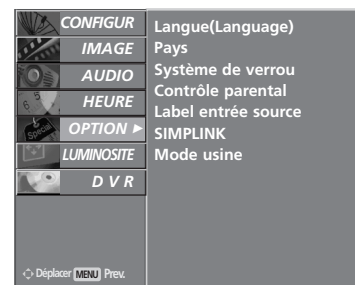 CONFIGUR
IMAGE
AUDIO
HEURE
OPTION
LUMINOSITE
D V R
Déplacer MENU Prev.
Langue(Language)
Pays
Système de verrou
Contrôle parental
Label entrée source
SIMPLINK
Mode usine